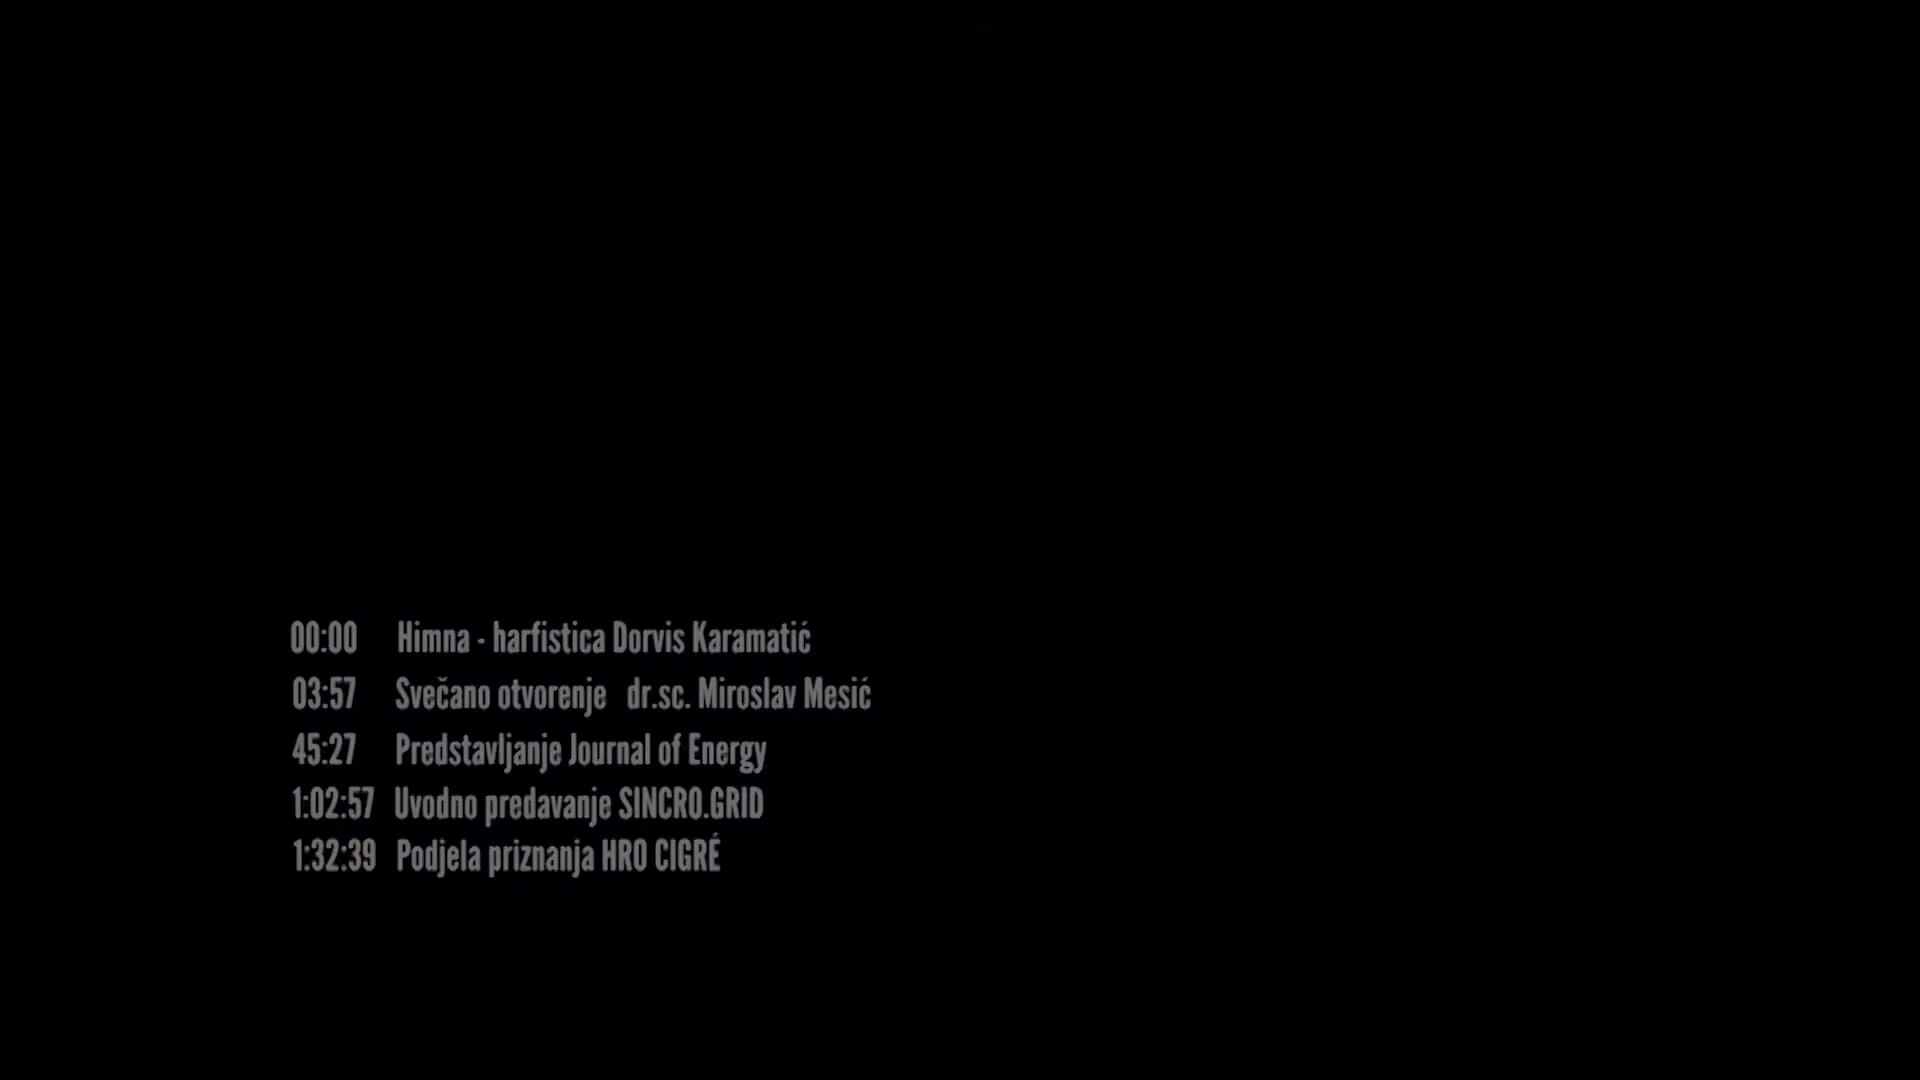 00:00 Himna - harfistica Dorvis Karamatić
03:57 Svečano otvorenje dr.sc. Miroslav Mesić
45:27 Predstavljanje Journal of Energy
1:02:57 Uvodno predavanje SINCRO.GRID
1:32:39 Podjela priznanja HRO CIGRÉ